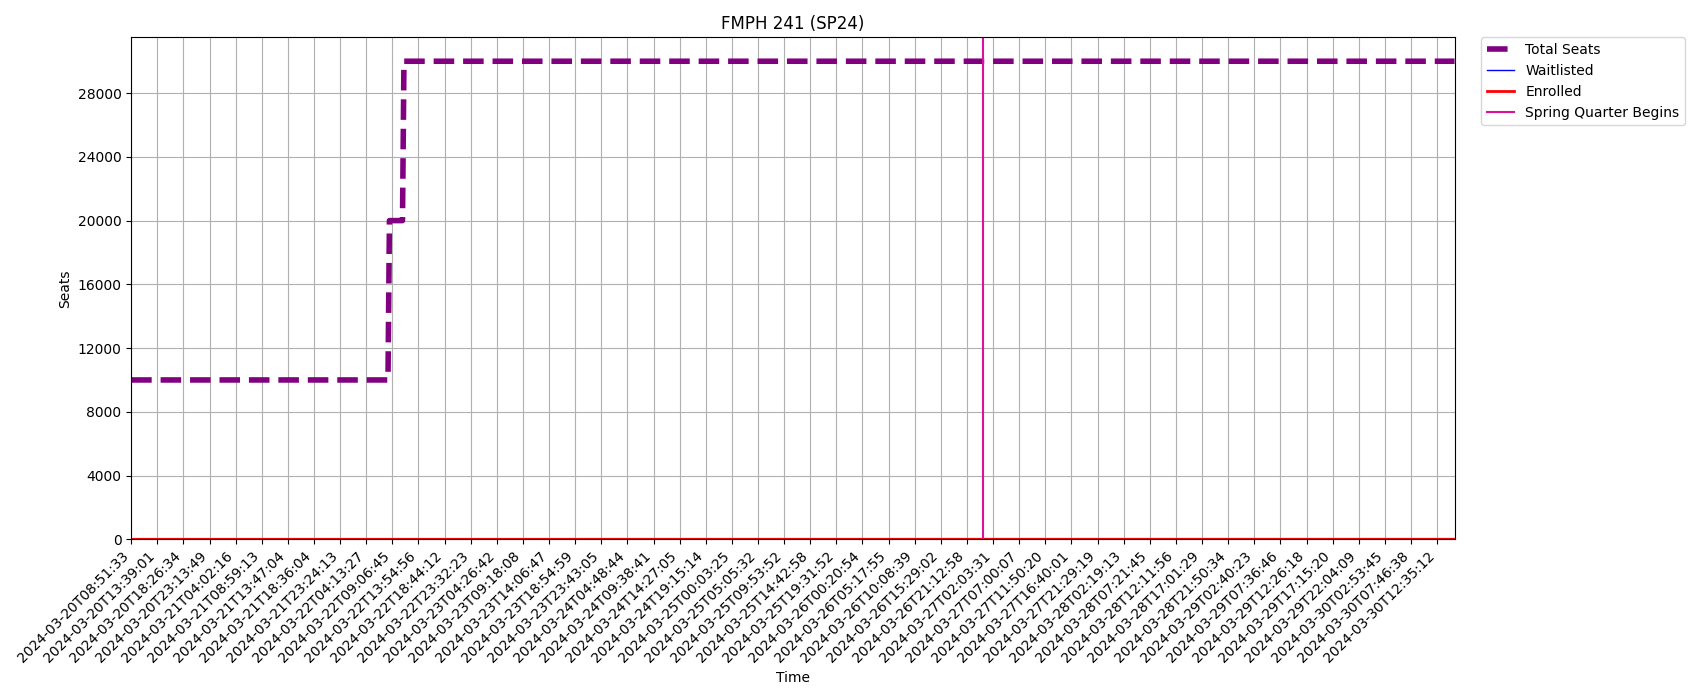 FMPH 241 (SP24)
Total Seats
Waitlisted
Enrolled
Spring Quarter Begins
Seats
28000
24000
20000
16000
12000
8000
4000
0
2024-03-20T08:51:33
2024-03-20T13:39:01
2024-03-20T18:26:34
2024-03-20T23:13:49
2024-03-21T04:02:16
2024-03-21T08:59:13
2024-03-21T13:47:04
2024-03-21T18:36:04
2024-03-21T23:24:13
2024-03-22T04:13:27
2024-03-22T09:06:45
2024-03-22T13:54:56
2024-03-22T18:44:12
2024-03-22T23:32:23
2024-03-23T04:26:42
2024-03-23T09:18:08
2024-03-23T14:06:47
2024-03-23T18:54:59
2024-03-23T23:43:05
2024-03-24T04:48:44
2024-03-24T09:38:41
2024-03-24T14:27:05
2024-03-24T19:15:14
2024-03-25T00:03:25
2024-03-25T05:05:32
2024-03-25T09:53:52
2024-03-25T14:42:58
2024-03-25T19:31:52
2024-03-26T00:20:54
2024-03-26T05:17:55
2024-03-26T10:08:39
2024-03-26T15:29:02
2024-03-26T21:12:58
2024-03-27T02:03:31
2024-03-27T07:00:07
2024-03-27T11:50:20
2024-03-27T16:40:01
2024-03-27T21:29:19
2024-03-28T02:19:13
2024-03-28T07:21:45
2024-03-28T12:11:56
2024-03-28T17:01:29
2024-03-28T21:50:34
2024-03-29T02:40:23
2024-03-29T07:36:46
2024-03-29T12:26:18
2024-03-29T17:15:20
2024-03-29T22:04:09
2024-03-30T02:53:45
2024-03-30T07:46:38
2024-03-30T12:35:12
Time